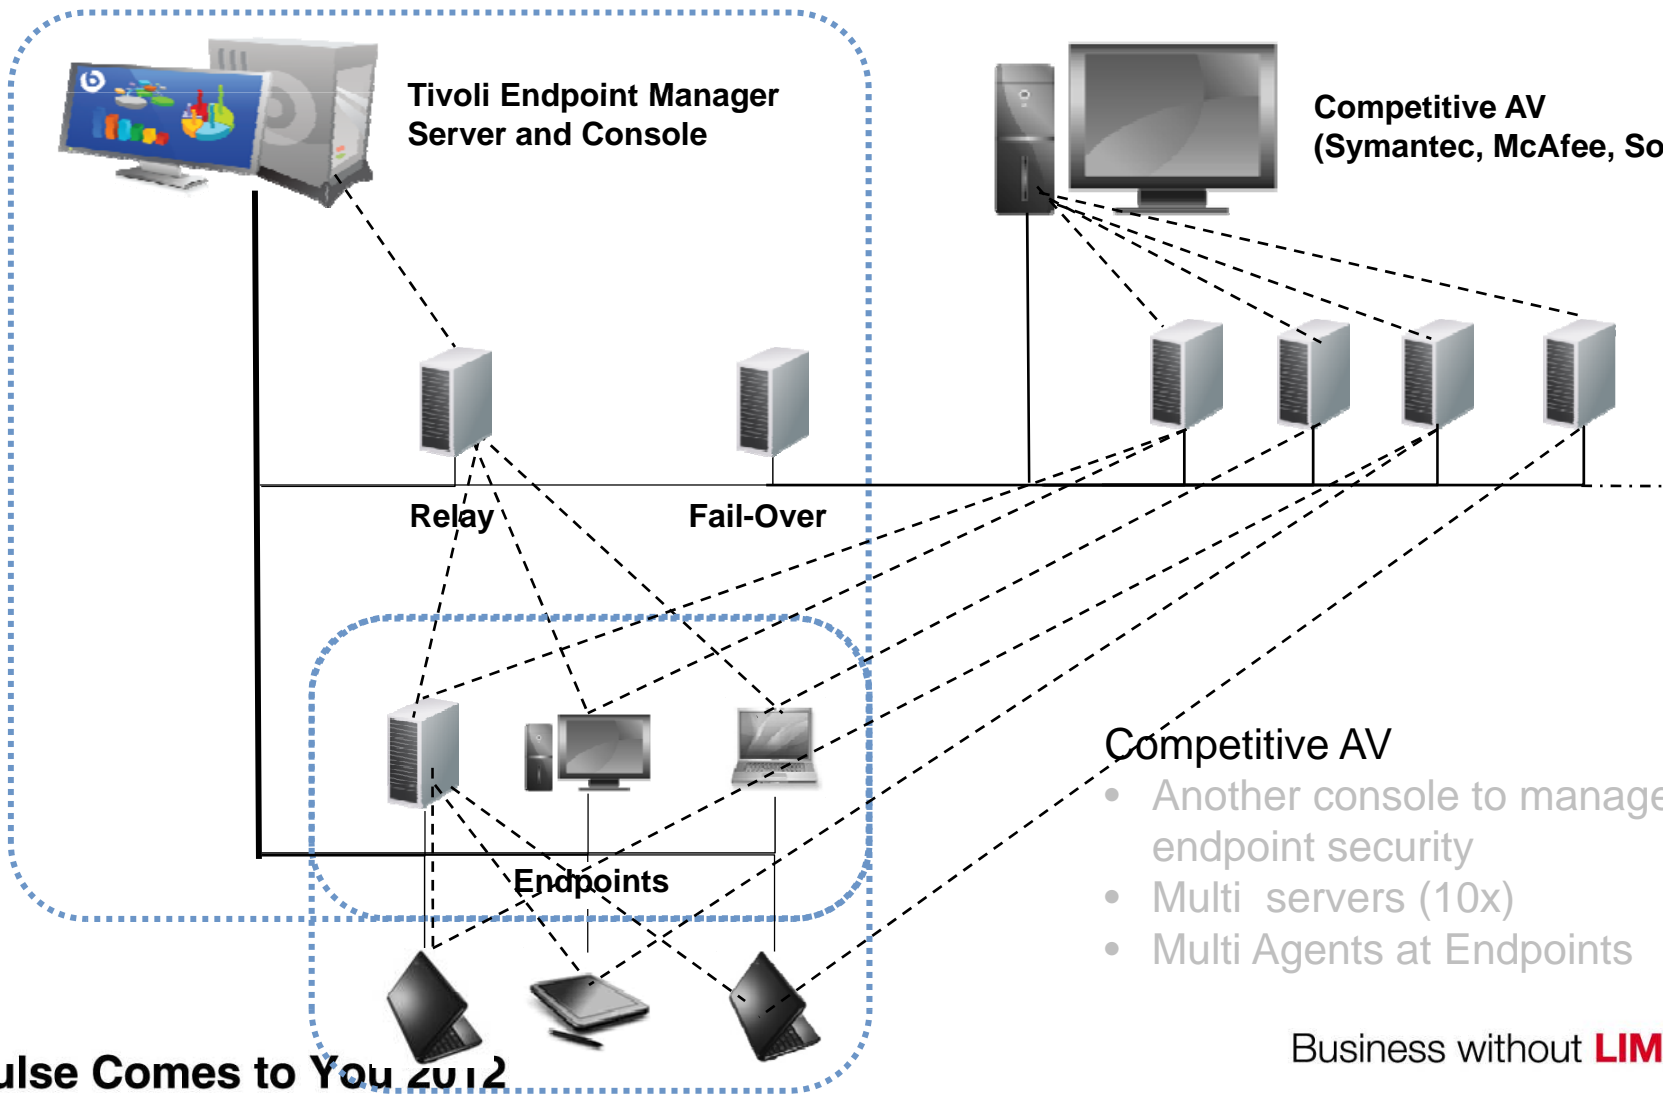 Tivoli Endpoint Manager
Server and Console
Competitive AV
(Symantec, McAfee, So
Relay
Fail-Over
Endpoints
Competitive AV
• Another console to manage
endpoint security
• Multi servers (10x)
• Multi Agents at Endpoints
ulse Comes to You 2012
Business without LIM